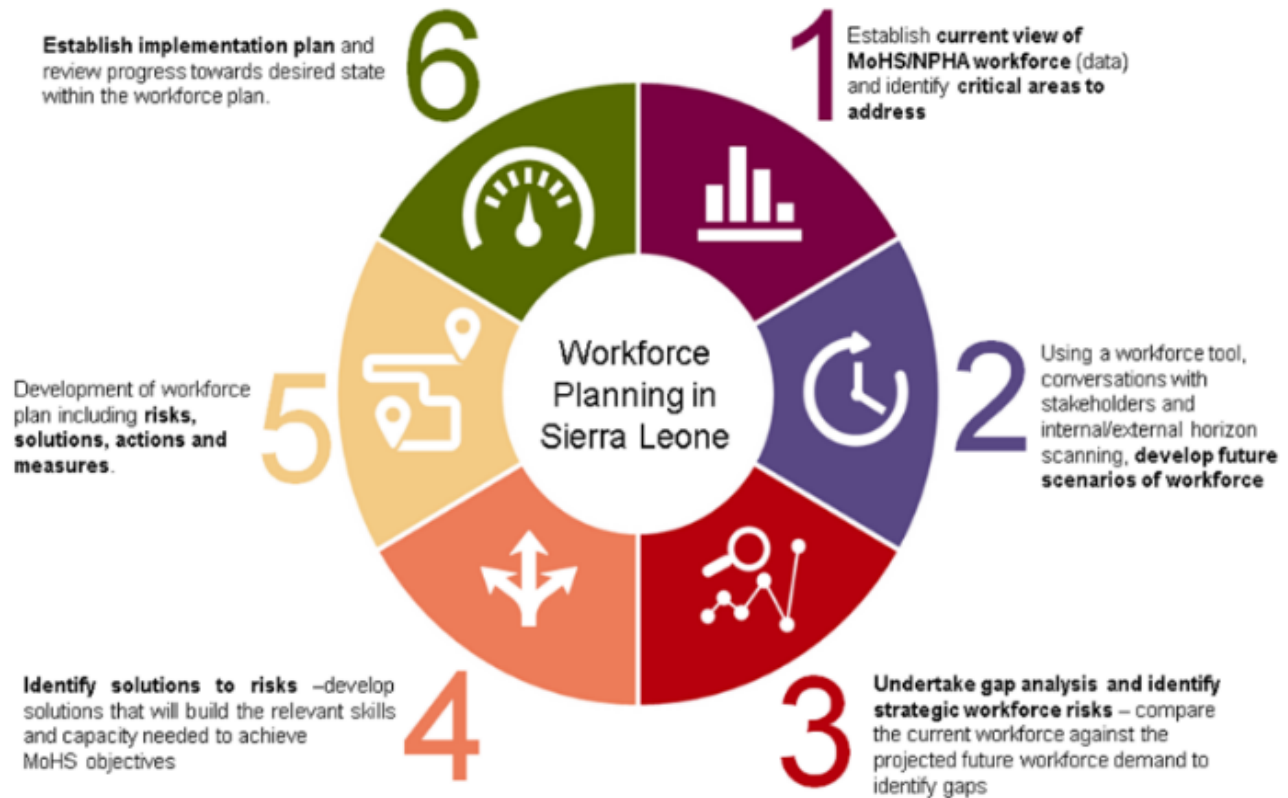 Workforce
Planning in
Sierra Leone
1
Establish current view of
MoHS/NPHA workforce (data)
and identify critical areas to
address
2
Using a workforce tool,
conversations with
stakeholders and
internal/external horizon
scanning, develop future
scenarios of workforce
3
Undertake gap analysis and identify
strategic workforce risks – compare
the current workforce against the
projected future workforce demand to
identify gaps
4
Identify solutions to risks –develop
solutions that will build the relevant skills
and capacity needed to achieve
MoHS objectives
5
Development of workforce
plan including risks,
solutions, actions and
measures.
6
Establish implementation plan and
review progress towards desired state
within the workforce plan.